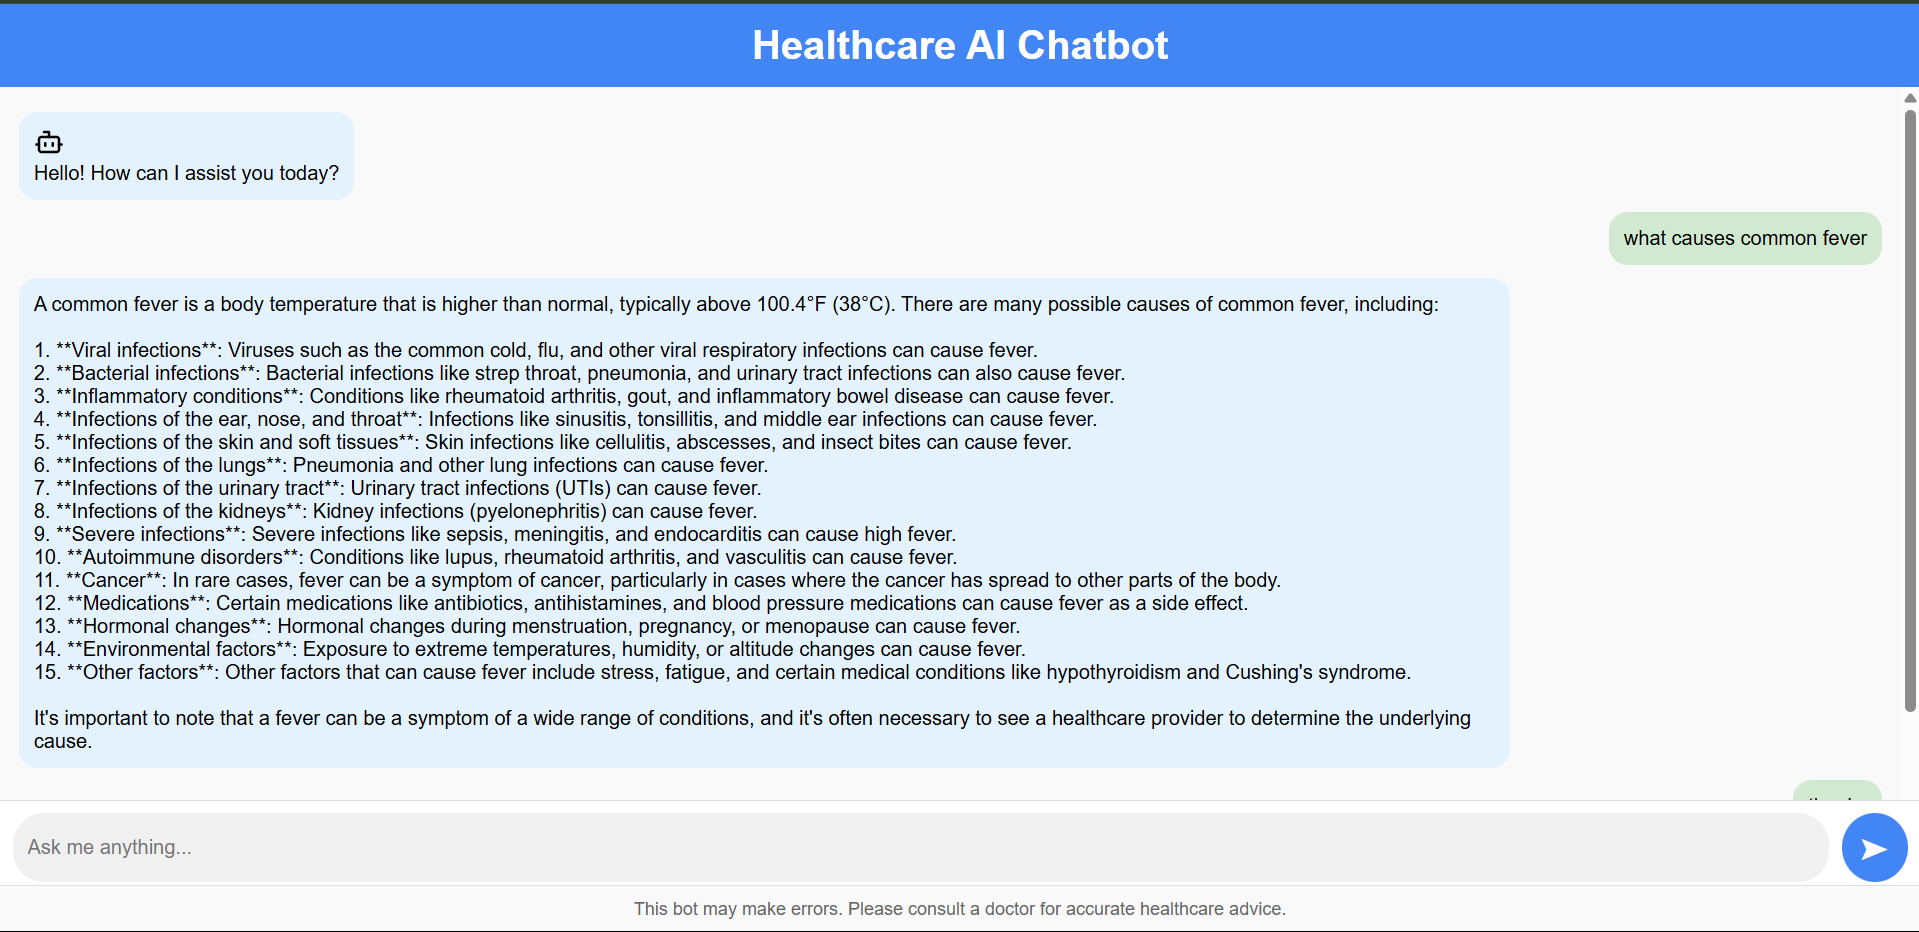 Healthcare AI Chatbot
Hello! How can I assist you today?
what causes common fever
A common fever is a body temperature that is higher than normal, typically above 100.4°F (38°C). There are many possible causes of common fever, including:
1. **Viral infections**: Viruses such as the common cold, flu, and other viral respiratory infections can cause fever.
2. **Bacterial infections**: Bacterial infections like strep throat, pneumonia, and urinary tract infections can also cause fever.
3. **Inflammatory conditions**: Conditions like rheumatoid arthritis, gout, and inflammatory bowel disease can cause fever.
4. **Infections of the ear, nose, and throat**: Infections like sinusitis, tonsillitis, and middle ear infections can cause fever.
5. **Infections of the skin and soft tissues**: Skin infections like cellulitis, abscesses, and insect bites can cause fever.
6. **Infections of the lungs**: Pneumonia and other lung infections can cause fever.
7. **Infections of the urinary tract**: Urinary tract infections (UTIs) can cause fever.
8. **Infections of the kidneys**: Kidney infections (pyelonephritis) can cause fever.
9. **Severe infections**: Severe infections like sepsis, meningitis, and endocarditis can cause high fever.
10. **Autoimmune disorders**: Conditions like lupus, rheumatoid arthritis, and vasculitis can cause fever.
11. **Cancer**: In rare cases, fever can be a symptom of cancer, particularly in cases where the cancer has spread to other parts of the body.
12. **Medications**: Certain medications like antibiotics, antihistamines, and blood pressure medications can cause fever as a side effect.
13. **Hormonal changes**: Hormonal changes during menstruation, pregnancy, or menopause can cause fever.
14. **Environmental factors**: Exposure to extreme temperatures, humidity, or altitude changes can cause fever.
15. **Other factors**: Other factors that can cause fever include stress, fatigue, and certain medical conditions like hypothyroidism and Cushing's syndrome.
It's important to note that a fever can be a symptom of a wide range of conditions, and it's often necessary to see a healthcare provider to determine the underlying
cause.
Ask me anything...
This bot may make errors. Please consult a doctor for accurate healthcare advice.